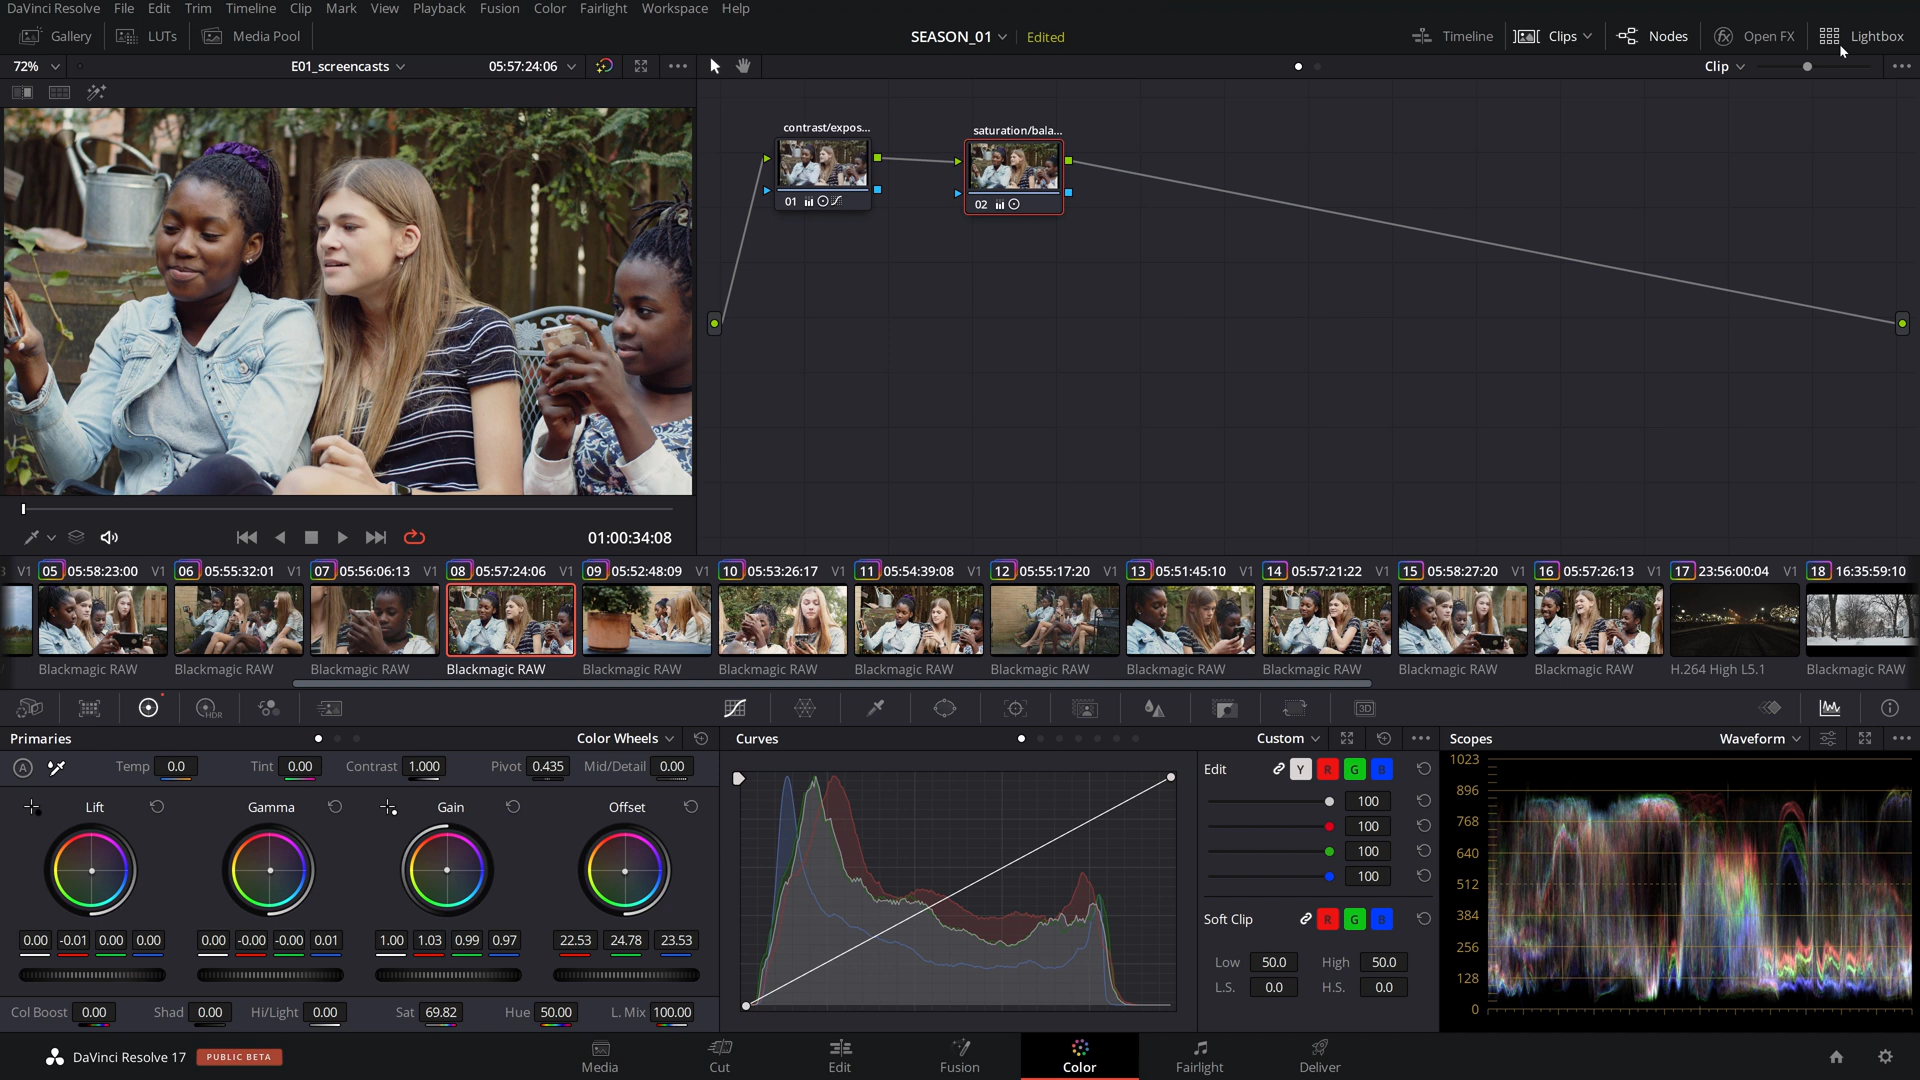 DaVinci Resolve File Edit Trim Timeline Clip Mark View Playback Fusion Color Fairlight Workspace Help
Gallery LUTs Media Pool SEASON_01 Edited Timeline Clips Nodes Open FX Lightbox
72% E01_screencasts 05:57:24:06 Clip
contrast/expos... saturation/bala...
01 02
01:00:34:08
3 V1 05 05:58:23:00 V1 06 05:55:32:01 V1 07 05:56:06:13 V1 08 05:57:24:06 V1 09 05:52:48:09 V1 10 05:53:26:17 V1 11 05:54:39:08 V1 12 05:55:17:20 V1 13 05:51:45:10 V1 14 05:57:21:22 V1 15 05:58:27:20 V1 16 05:57:26:13 V1 17 23:56:00:04 V1 18 16:35:59:10
Blackmagic RAW Blackmagic RAW Blackmagic RAW Blackmagic RAW Blackmagic RAW Blackmagic RAW Blackmagic RAW Blackmagic RAW Blackmagic RAW Blackmagic RAW Blackmagic RAW Blackmagic RAW H.264 High L5.1 Blackmagic RAW
HDR 3D
Primaries Color Wheels Curves Custom Scopes Waveform
A Temp 0.0 Tint 0.00 Contrast 1.000 Pivot 0.435 Mid/Detail 0.00
Lift Gamma Gain Offset
0.00 -0.01 0.00 0.00 0.00 -0.00 -0.00 0.01 1.00 1.03 0.99 0.97 22.53 24.78 23.53
Col Boost 0.00 Shad 0.00 Hi/Light 0.00 Sat 69.82 Hue 50.00 L. Mix 100.00
Edit Y R G B
100
100
100
100
Soft Clip R G B
Low 50.0 High 50.0
L.S. 0.0 H.S. 0.0
1023
896
768
640
512
384
256
128
0
DaVinci Resolve 17 PUBLIC BETA Media Cut Edit Fusion Color Fairlight Deliver